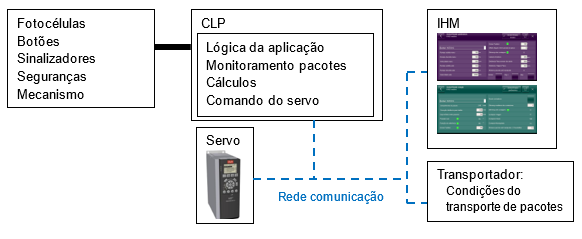 Fotocélulas
Botões
Sinalizadores
Seguranças
Mecanismo
CLP
Lógica da aplicação
Monitoramento pacotes
Cálculos
Comando do servo
IHM
Servo
Rede comunicação
Transportador:
Condições do
transporte de pacotes